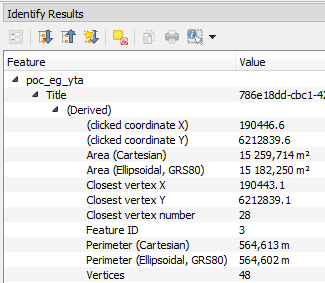 Identify Results
Feature Value
poc_eg_yta
Title 786e18dd-cbc1-42
(Derived)
(clicked coordinate X) 190446.6
(clicked coordinate Y) 6212839.6
Area (Cartesian) 15 259,714 m²
Area (Ellipsoidal, GRS80) 15 182,250 m²
Closest vertex X 190443.1
Closest vertex Y 6212839.1
Closest vertex number 28
Feature ID 3
Perimeter (Cartesian) 564,613 m
Perimeter (Ellipsoidal, GRS80) 564,602 m
Vertices 48